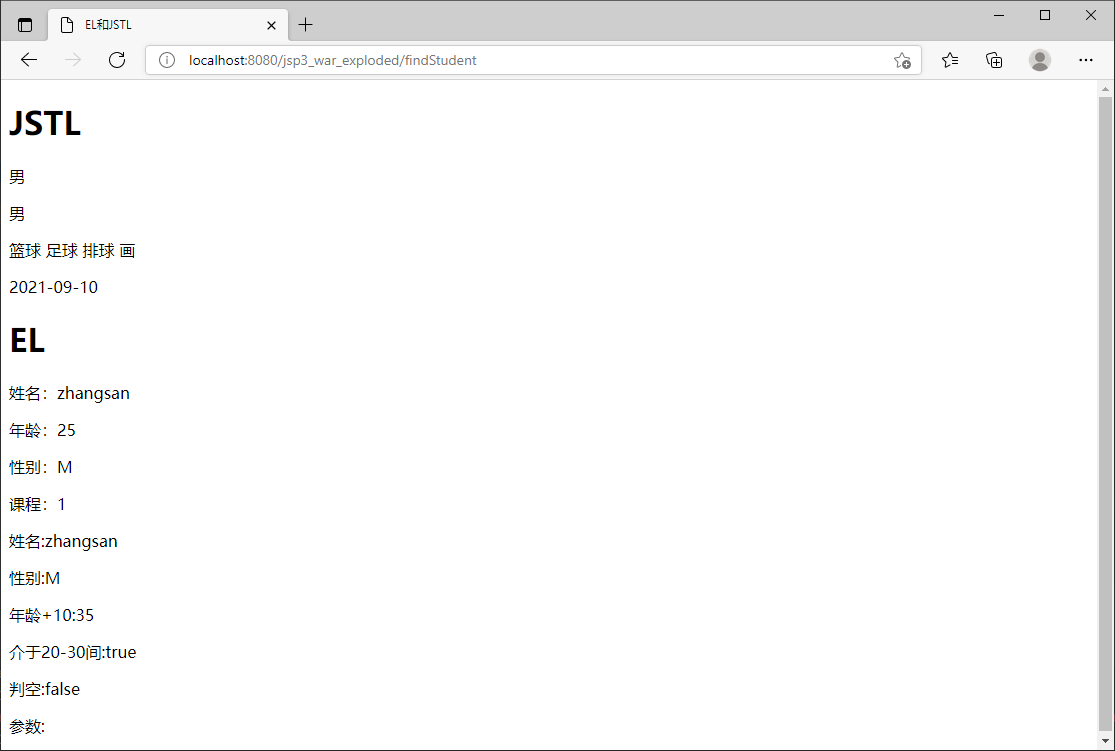 EL和JSTL
localhost:8080/jsp3_war_exploded/findStudent
JSTL
男
男
篮球 足球 排球 画
2021-09-10
EL
姓名：zhangsan
年龄：25
性别：M
课程：1
姓名:zhangsan
性别:M
年龄+10:35
介于20-30间:true
判空:false
参数: